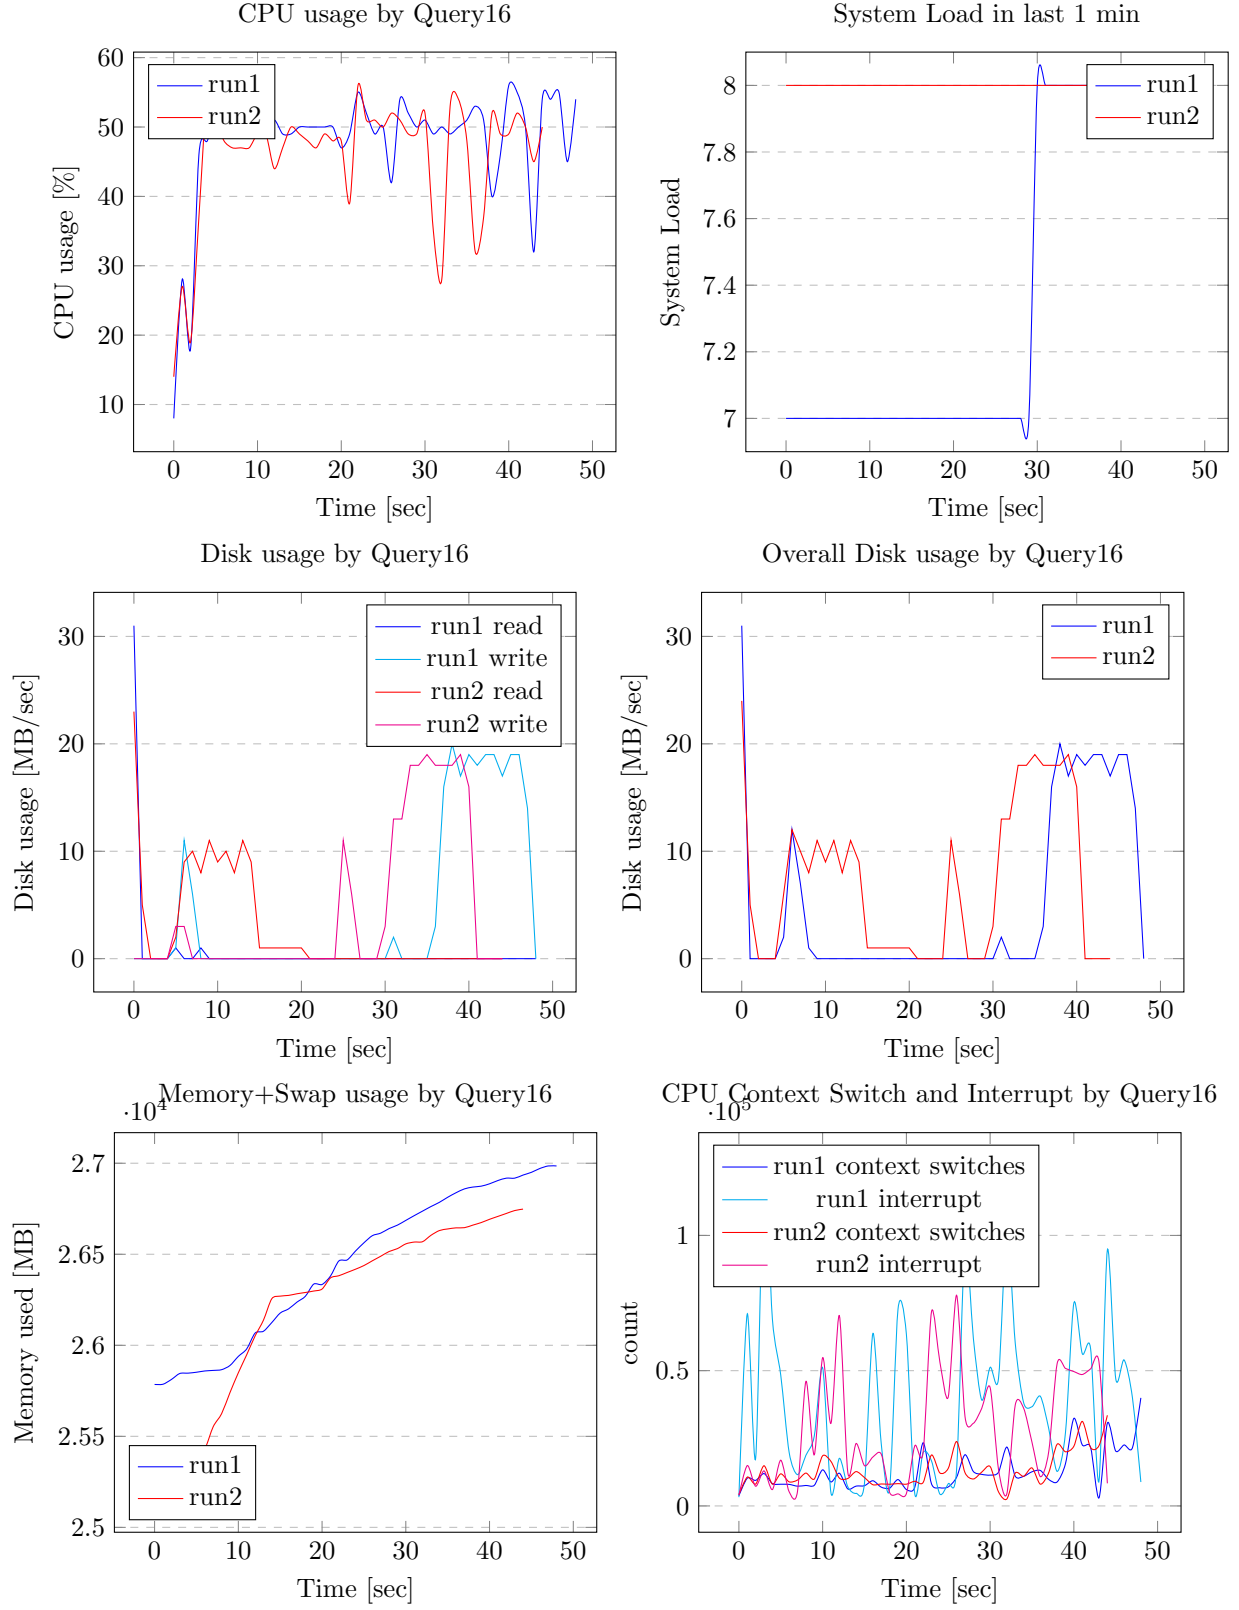 CPU usage by Query16
60
50
40
30
20
10
CPU usage [%]
run1
run2
0 10 20 30 40 50
Time [sec]
System Load in last 1 min
8
7.8
7.6
7.4
7.2
7
System Load
run1
run2
0 10 20 30 40 50
Time [sec]
Disk usage by Query16
30
20
10
0
Disk usage [MB/sec]
run1 read
run1 write
run2 read
run2 write
0 10 20 30 40 50
Time [sec]
Overall Disk usage by Query16
30
20
10
0
Disk usage [MB/sec]
run1
run2
0 10 20 30 40 50
Time [sec]
Memory+Swap usage by Query16
·10^4
2.7
2.65
2.6
2.55
2.5
Memory used [MB]
run1
run2
0 10 20 30 40 50
Time [sec]
CPU Context Switch and Interrupt by Query16
·10^5
1
0.5
0
count
run1 context switches
run1 interrupt
run2 context switches
run2 interrupt
0 10 20 30 40 50
Time [sec]